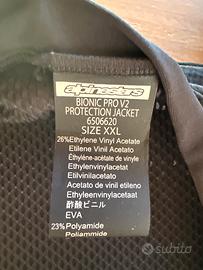 alpinestars
BIONIC PRO V2
PROTECTION JACKET
6506620
SIZE XXL
26%Ethylene Vinyl Acetate
Etilene Vinil Acetato
Ethylène-acétate de vinyle
Ethylenvinylacetat
Etilvinilacetato
Acetato de vinil etileno
Ethyleenvinylacetaat
酢酸ビニル
EVA
23%Polyamide
Poliammide
subito